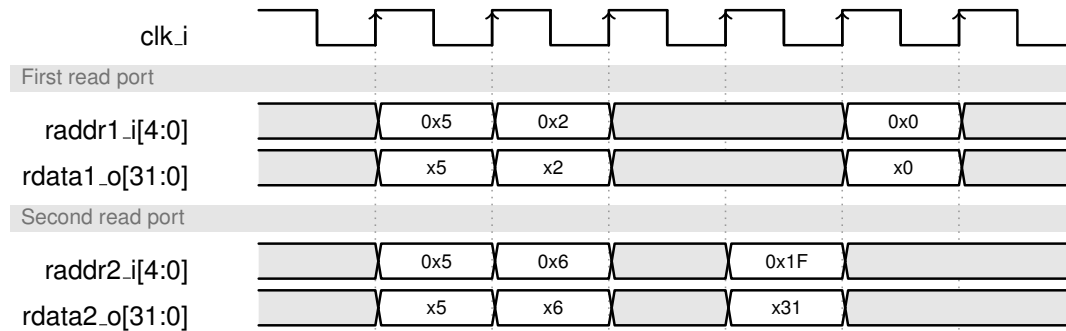 clk_i
First read port
raddr1_i[4:0] 0x5 0x2 0x0
rdata1_o[31:0] x5 x2 x0
Second read port
raddr2_i[4:0] 0x5 0x6 0x1F
rdata2_o[31:0] x5 x6 x31